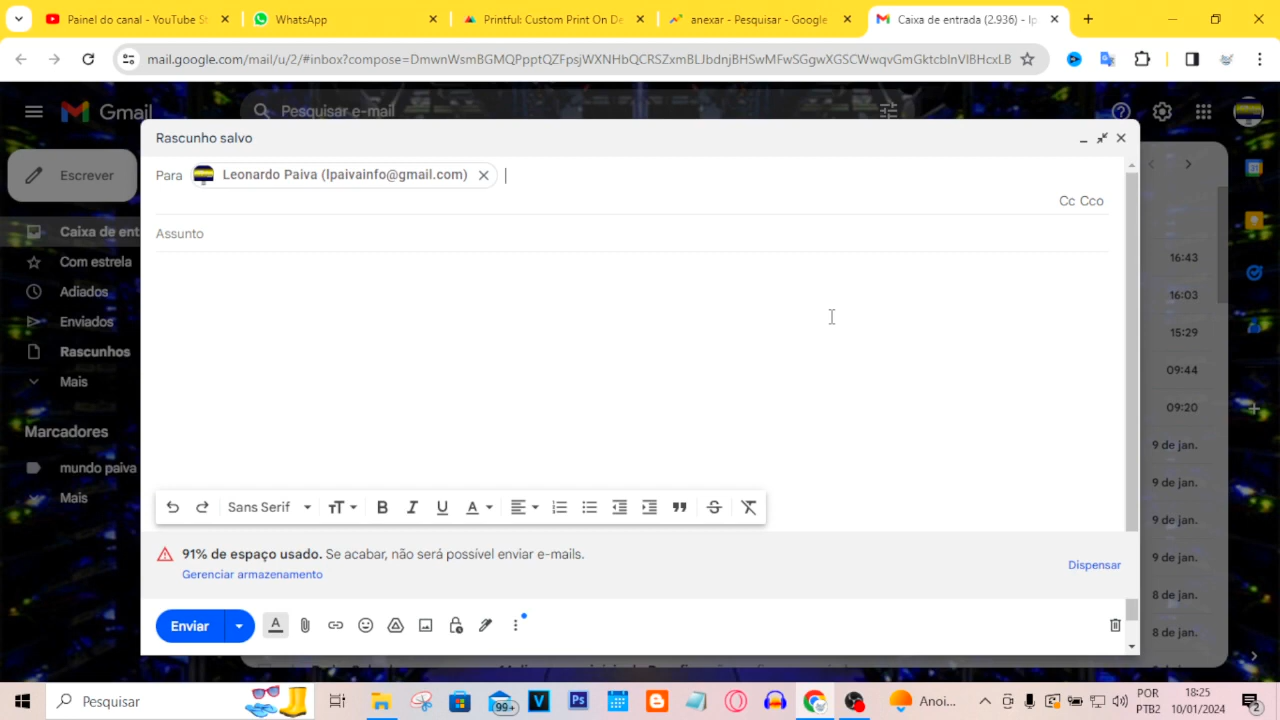 Painel do canal - YouTube St
WhatsApp
Printful: Custom Print On De
anexar - Pesquisar - Google
Caixa de entrada (2.936) - lp
mail.google.com/mail/u/2/#inbox?compose=DmwnWsmBGMQPpptQZFpsjWXNHbQCRSZxmBLJbdnjBHSwMFwSGgwXGSCWwqvGmGktcblnVlBHcxLB
Gmail
Pesquisar e-mail
Rascunho salvo
Escrever
Para
Leonardo Paiva (lpaivainfo@gmail.com)
Cc Cco
Assunto
Caixa de ent
Com estrela
Adiados
Enviados
Rascunhos
Mais
Marcadores
mundo paiva
Mais
16:43
16:03
15:29
09:44
09:20
9 de jan.
9 de jan.
9 de jan.
9 de jan.
8 de jan.
8 de jan.
Sans Serif
91% de espaço usado. Se acabar, não será possível enviar e-mails.
Gerenciar armazenamento
Dispensar
Enviar
Pesquisar
99+
Anoi...
POR
PTB2
18:25
10/01/2024
2